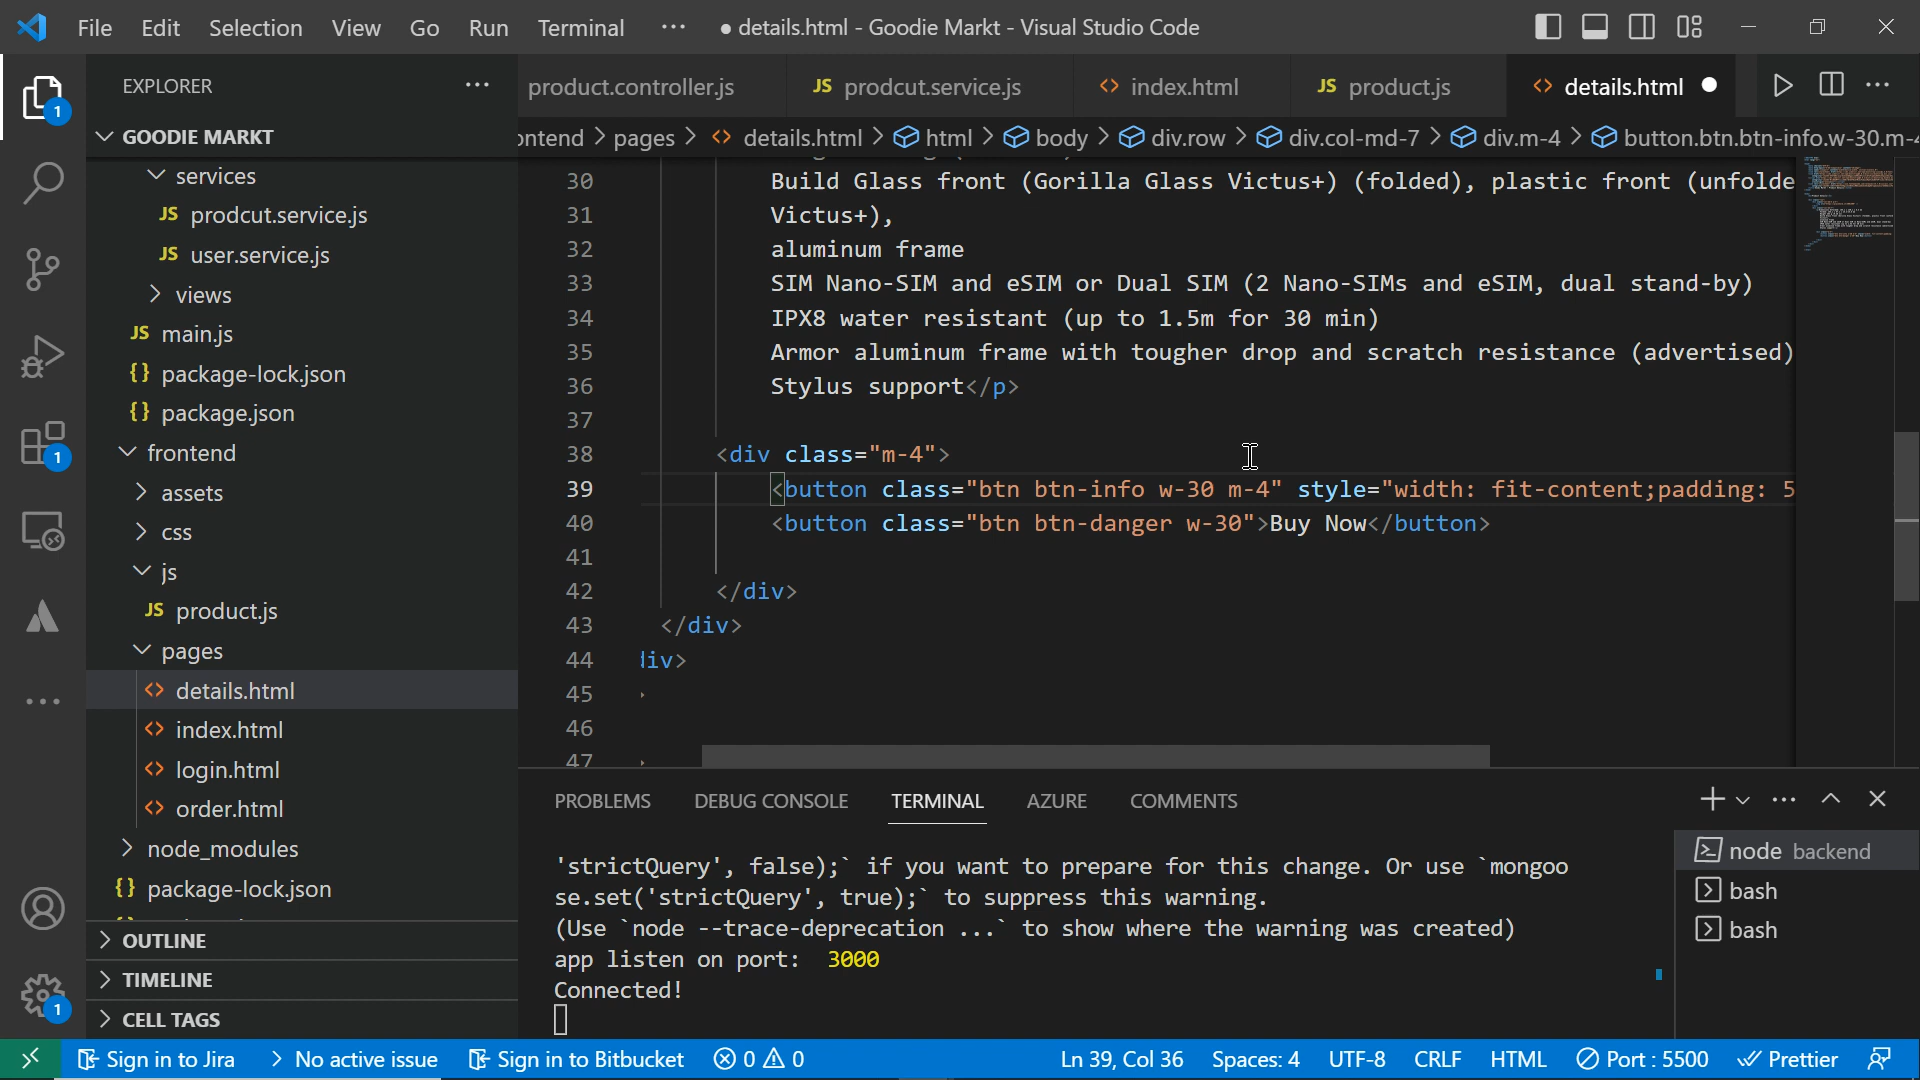 File Edit Selection View Go Run Terminal ··· ● details.html - Goodie Markt - Visual Studio Code
EXPLORER
GOODIE MARKT
services
JS prodcut.service.js
JS user.service.js
views
JS main.js
{} package-lock.json
{} package.json
frontend
assets
css
js
JS product.js
pages
<> details.html
<> index.html
<> login.html
<> order.html
node_modules
{} package-lock.json
OUTLINE
TIMELINE
CELL TAGS
product.controller.js JS prodcut.service.js <> index.html JS product.js <> details.html ●
ontend > pages > <> details.html > html > body > div.row > div.col-md-7 > div.m-4 > button.btn.btn-info.w-30.m-4
30 Build Glass front (Gorilla Glass Victus+) (folded), plastic front (unfolde
31 Victus+),
32 aluminum frame
33 SIM Nano-SIM and eSIM or Dual SIM (2 Nano-SIMs and eSIM, dual stand-by)
34 IPX8 water resistant (up to 1.5m for 30 min)
35 Armor aluminum frame with tougher drop and scratch resistance (advertised)
36 Stylus support</p>
37
38 <div class="m-4">
39 <button class="btn btn-info w-30 m-4" style="width: fit-content;padding: 5
40 <button class="btn btn-danger w-30">Buy Now</button>
41
42 </div>
43 </div>
44 div>
45
46
47
PROBLEMS DEBUG CONSOLE TERMINAL AZURE COMMENTS
'strictQuery', false);` if you want to prepare for this change. Or use `mongoo
se.set('strictQuery', true);` to suppress this warning.
(Use `node --trace-deprecation ...` to show where the warning was created)
app listen on port: 3000
Connected!
node backend
bash
bash
Sign in to Jira > No active issue Sign in to Bitbucket 0 0 Ln 39, Col 36 Spaces: 4 UTF-8 CRLF HTML Port : 5500 Prettier
1
1
1